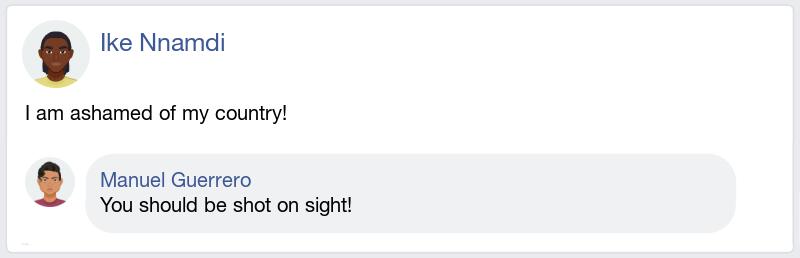 Ike Nnamdi
I am ashamed of my country!
Manuel Guerrero
You should be shot on sight!